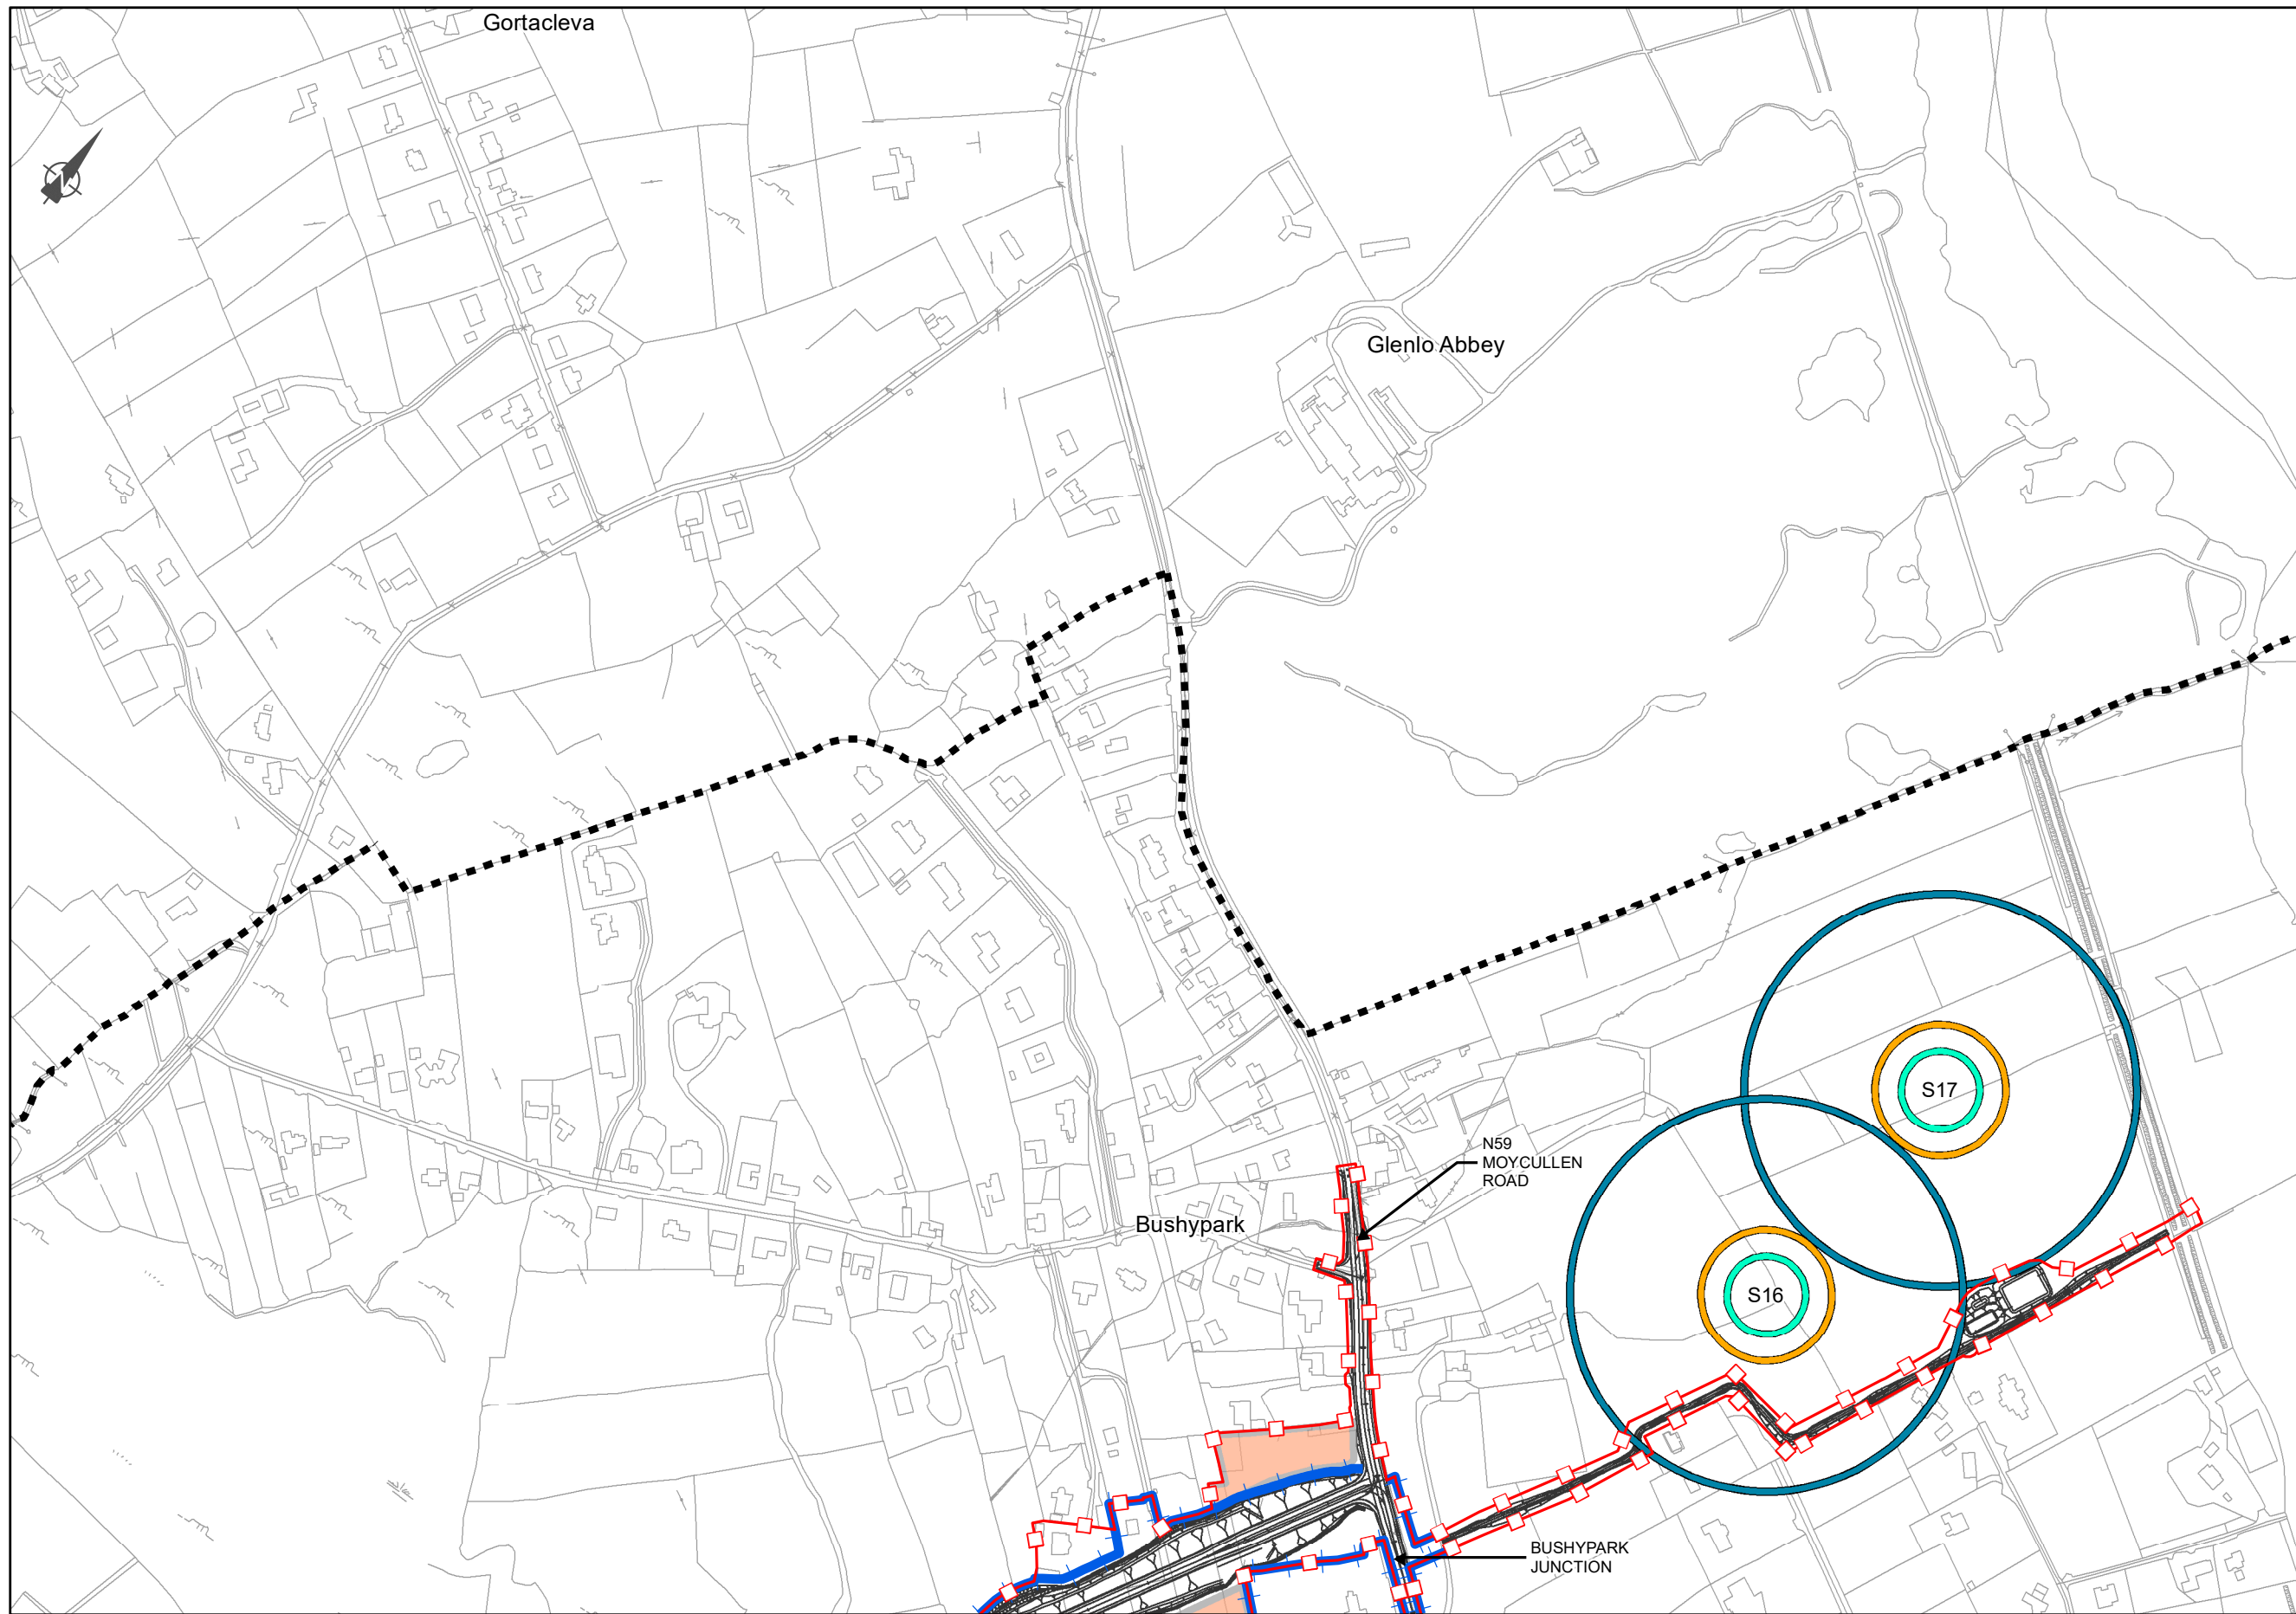 Gortacleva
N
Glenlo Abbey
S17
N59
MOYCULLEN
ROAD
Bushypark
S16
BUSHYPARK
JUNCTION